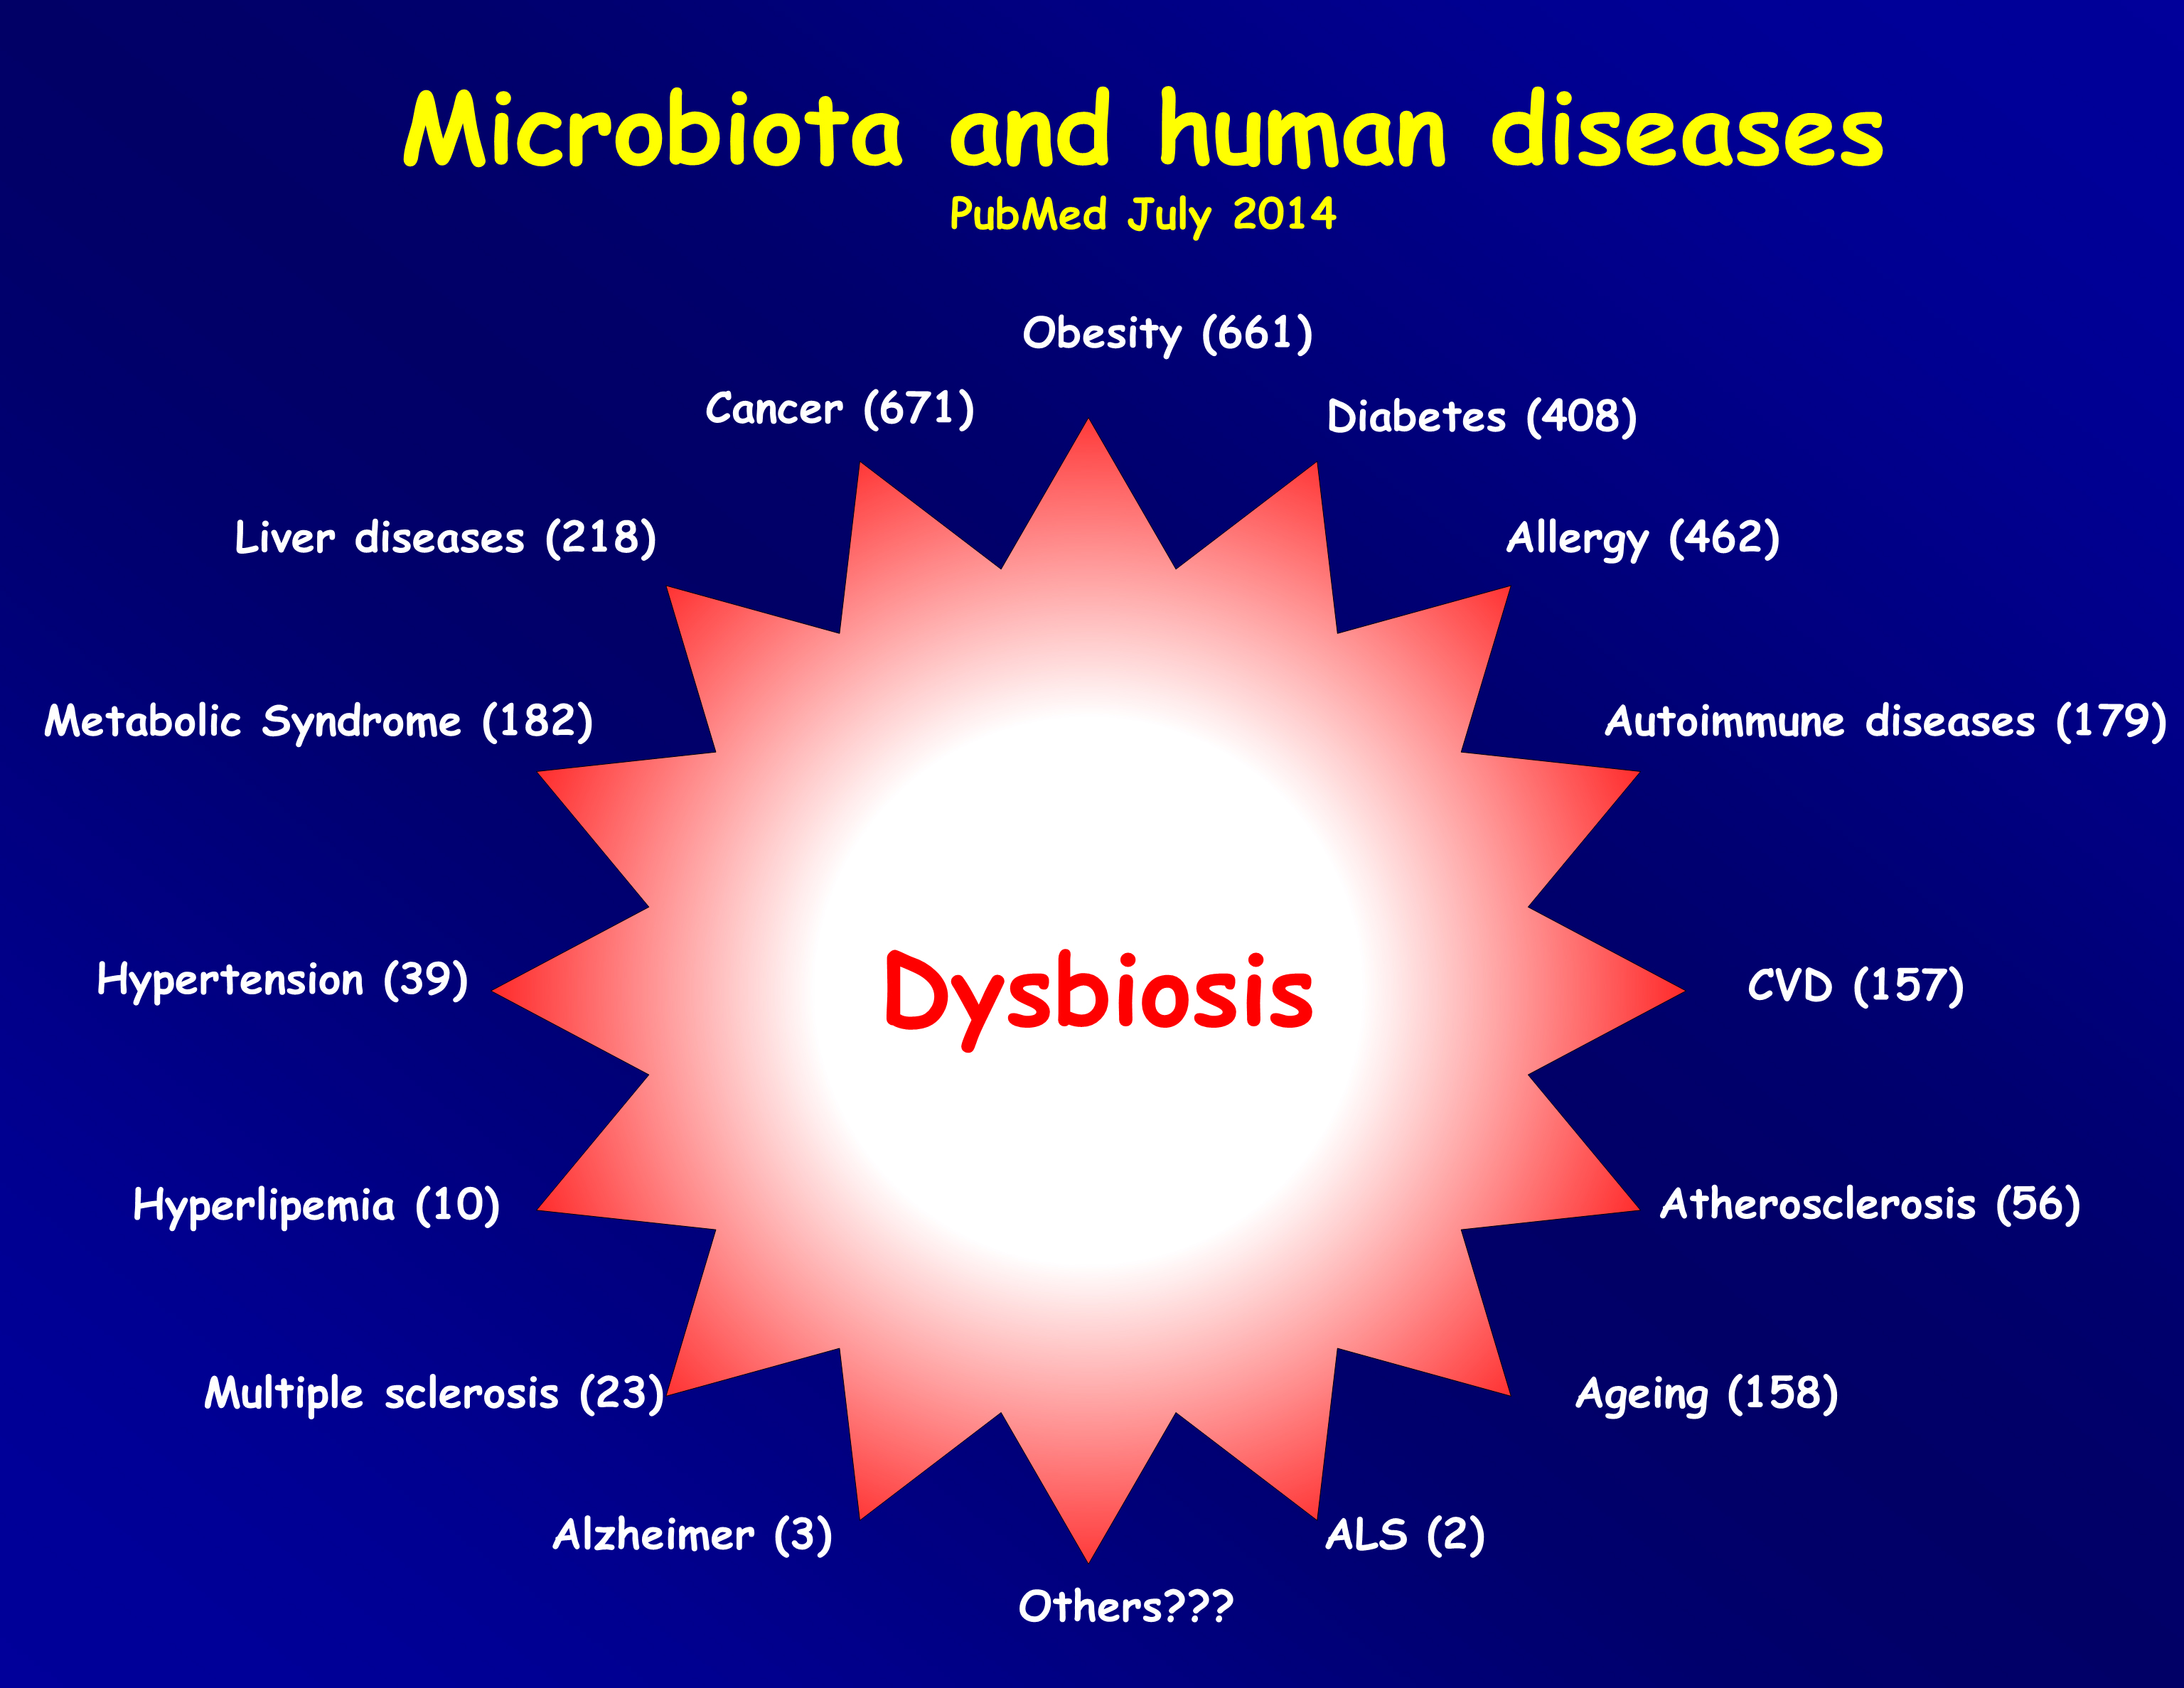 Microbiota and human diseases
PubMed July 2014
Obesity (661)
Cancer (671)
Diabetes (408)
Liver diseases (218)
Allergy (462)
Metabolic Syndrome (182)
Autoimmune diseases (179)
Hypertension (39)
Dysbiosis
CVD (157)
Hyperlipemia (10)
Atherosclerosis (56)
Multiple sclerosis (23)
Ageing (158)
Alzheimer (3)
ALS (2)
Others???